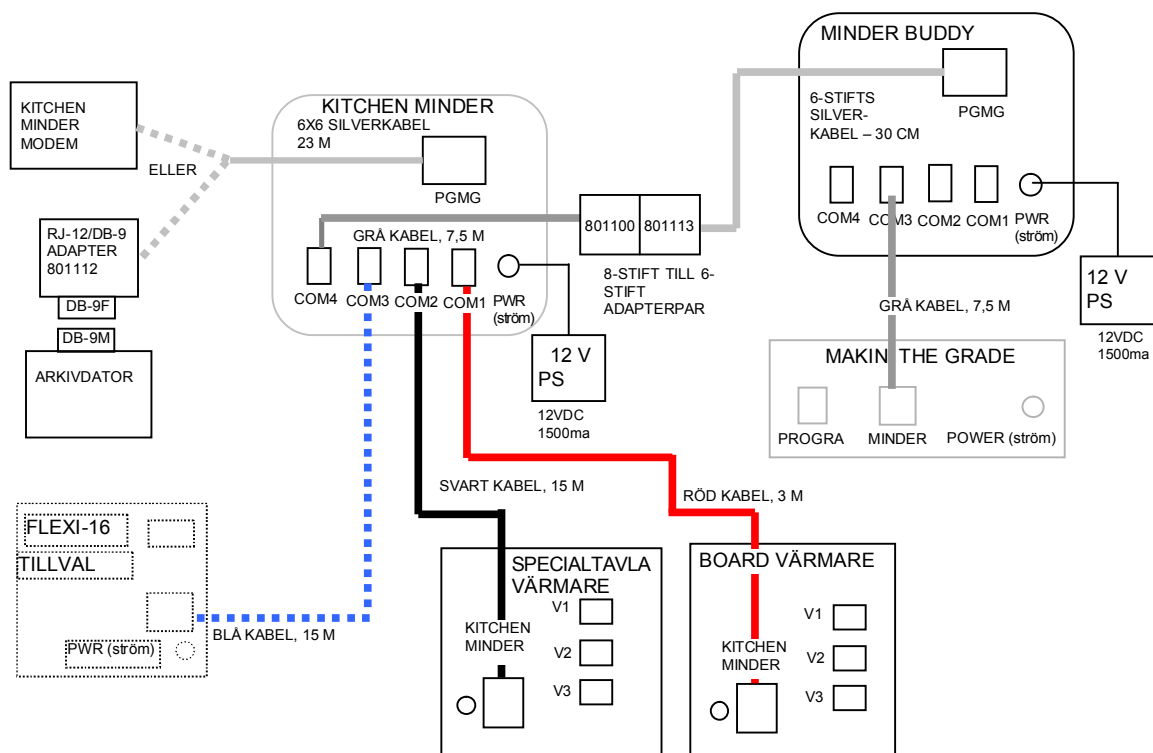 MINDER BUDDY
PGMG
6-STIFTS
SILVER-
KABEL – 30 CM
COM4
COM3
COM2
COM1
PWR
(ström)
12 V
PS
12VDC
1500ma
KITCHEN
MINDER
MODEM
ELLER
KITCHEN MINDER
6X6 SILVERKABEL
23 M
PGMG
GRÅ KABEL, 7,5 M
COM4
COM3
COM2
COM1
PWR
(ström)
801100
801113
8-STIFT TILL 6-
STIFT
ADAPTERPAR
RJ-12/DB-9
ADAPTER
801112
DB-9F
DB-9M
ARKIVDATOR
12 V
PS
12VDC
1500ma
GRÅ KABEL, 7,5 M
MAKIN THE GRADE
PROGRA
MINDER
POWER (ström)
SVART KABEL, 15 M
RÖD KABEL, 3 M
FLEXI-16
TILLVAL
PWR (ström)
BLÅ KABEL, 15 M
SPECIALTAVLA
VÄRMARE
V1
V2
V3
KITCHEN
MINDER
BOARD VÄRMARE
V1
V2
V3
KITCHEN
MINDER